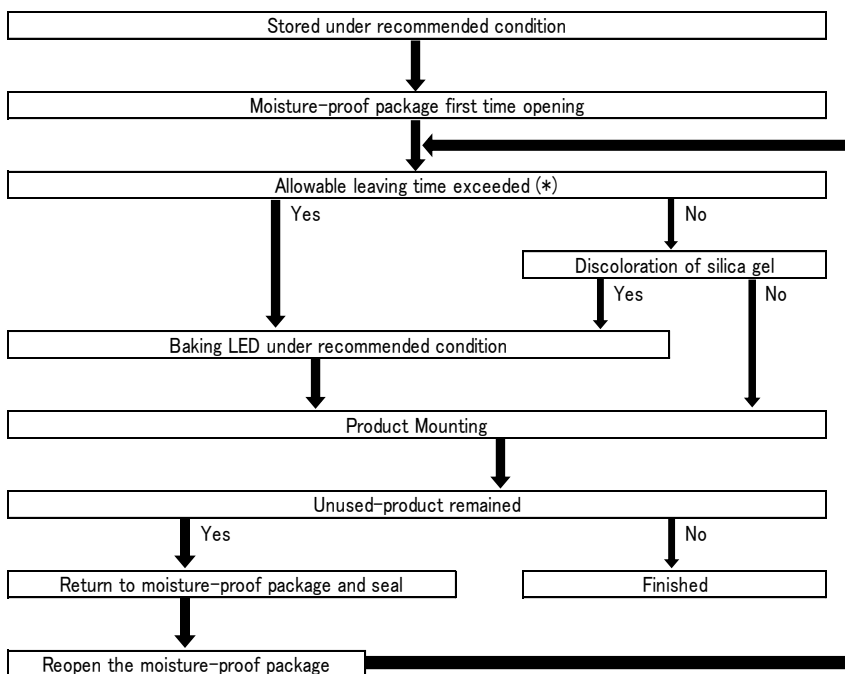 Stored under recommended condition
Moisture-proof package first time opening
Allowable leaving time exceeded (*)
Yes
No
Discoloration of silica gel
Yes
No
Baking LED under recommended condition
Product Mounting
Unused-product remained
Yes
No
Return to moisture-proof package and seal
Finished
Reopen the moisture-proof package